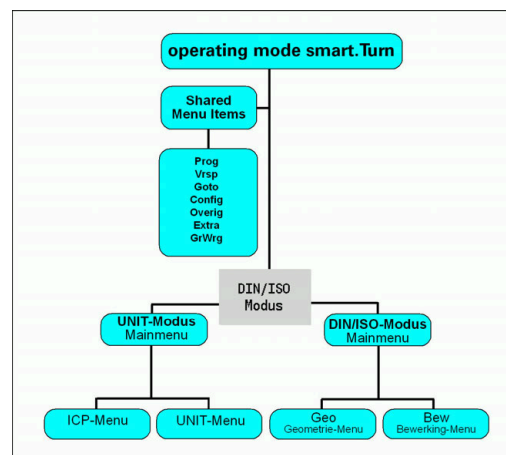 operating mode smart.Turn
Shared
Menu Items
Prog
Vrsp
Goto
Config
Overig
Extra
GrWrg
DIN/ISO
Modus
UNIT-Modus
Mainmenu
DIN/ISO-Modus
Mainmenu
ICP-Menu
UNIT-Menu
Geo
Geometrie-Menu
Bew
Bewerking-Menu